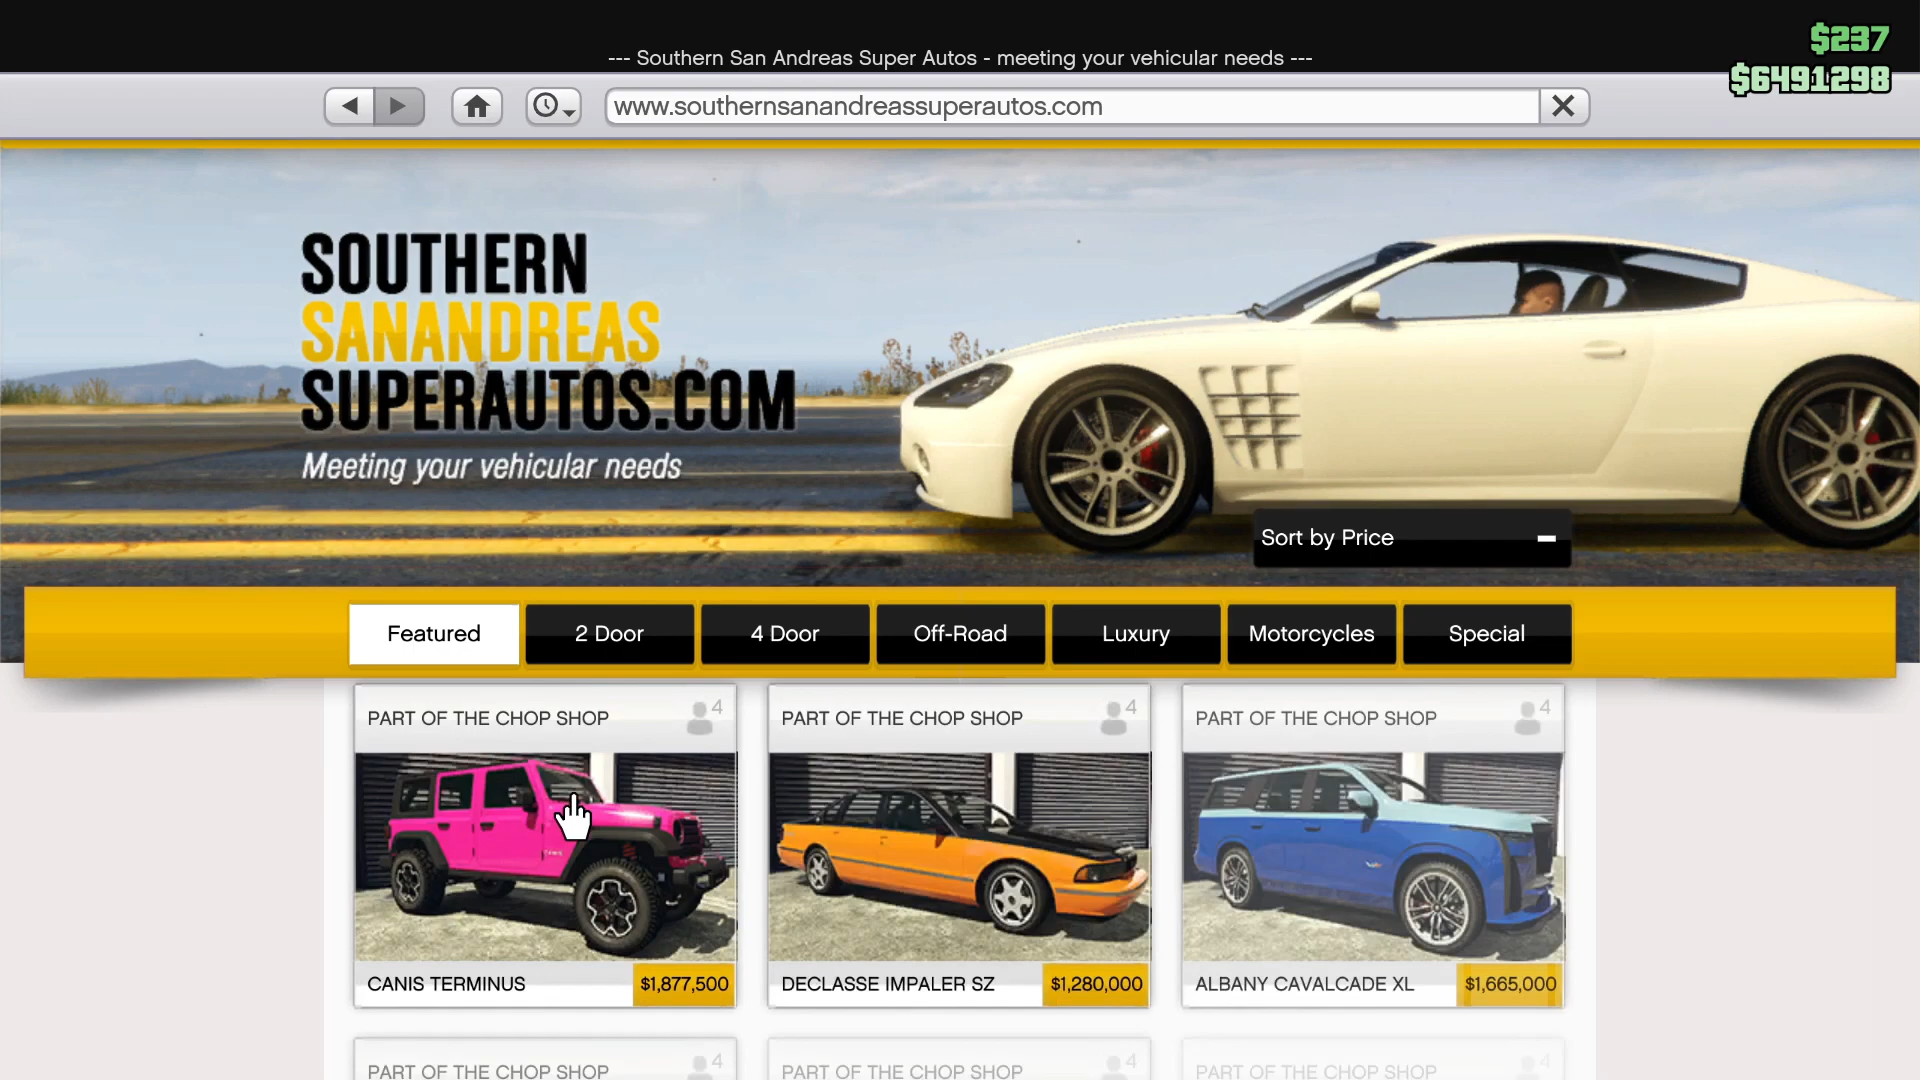 $237
--- Southern San Andreas Super Autos - meeting your vehicular needs ---
$6491298
www.southernsanandreassuperautos.com
SOUTHERN
SANANDREAS
SUPERAUTOS.COM
Meeting your vehicular needs
Sort by Price
Featured
2 Door
4 Door
Off-Road
Luxury
Motorcycles
Special
PART OF THE CHOP SHOP
4
PART OF THE CHOP SHOP
4
PART OF THE CHOP SHOP
4
CANIS TERMINUS
$1,877,500
DECLASSE IMPALER SZ
$1,280,000
ALBANY CAVALCADE XL
$1,665,000
PART OF THE CHOP SHOP
4
PART OF THE CHOP SHOP
4
PART OF THE CHOP SHOP
4